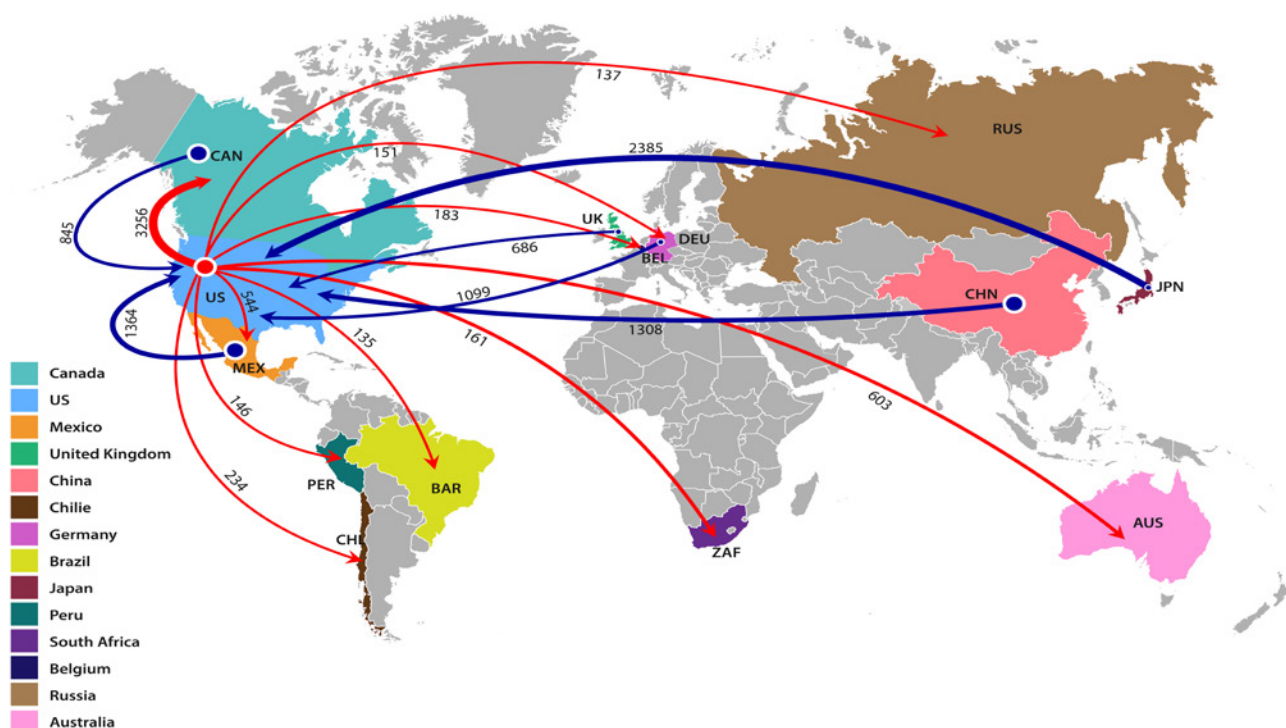 137
RUS
2385
CAN
151
845
3256
183
UK
DEU
686
BEL
US
544
1099
CHN
JPN
1364
135
161
1308
MEX
603
146
234
PER
BAR
CHI
ZAF
AUS
Canada
US
Mexico
United Kingdom
China
Chilie
Germany
Brazil
Japan
Peru
South Africa
Belgium
Russia
Australia